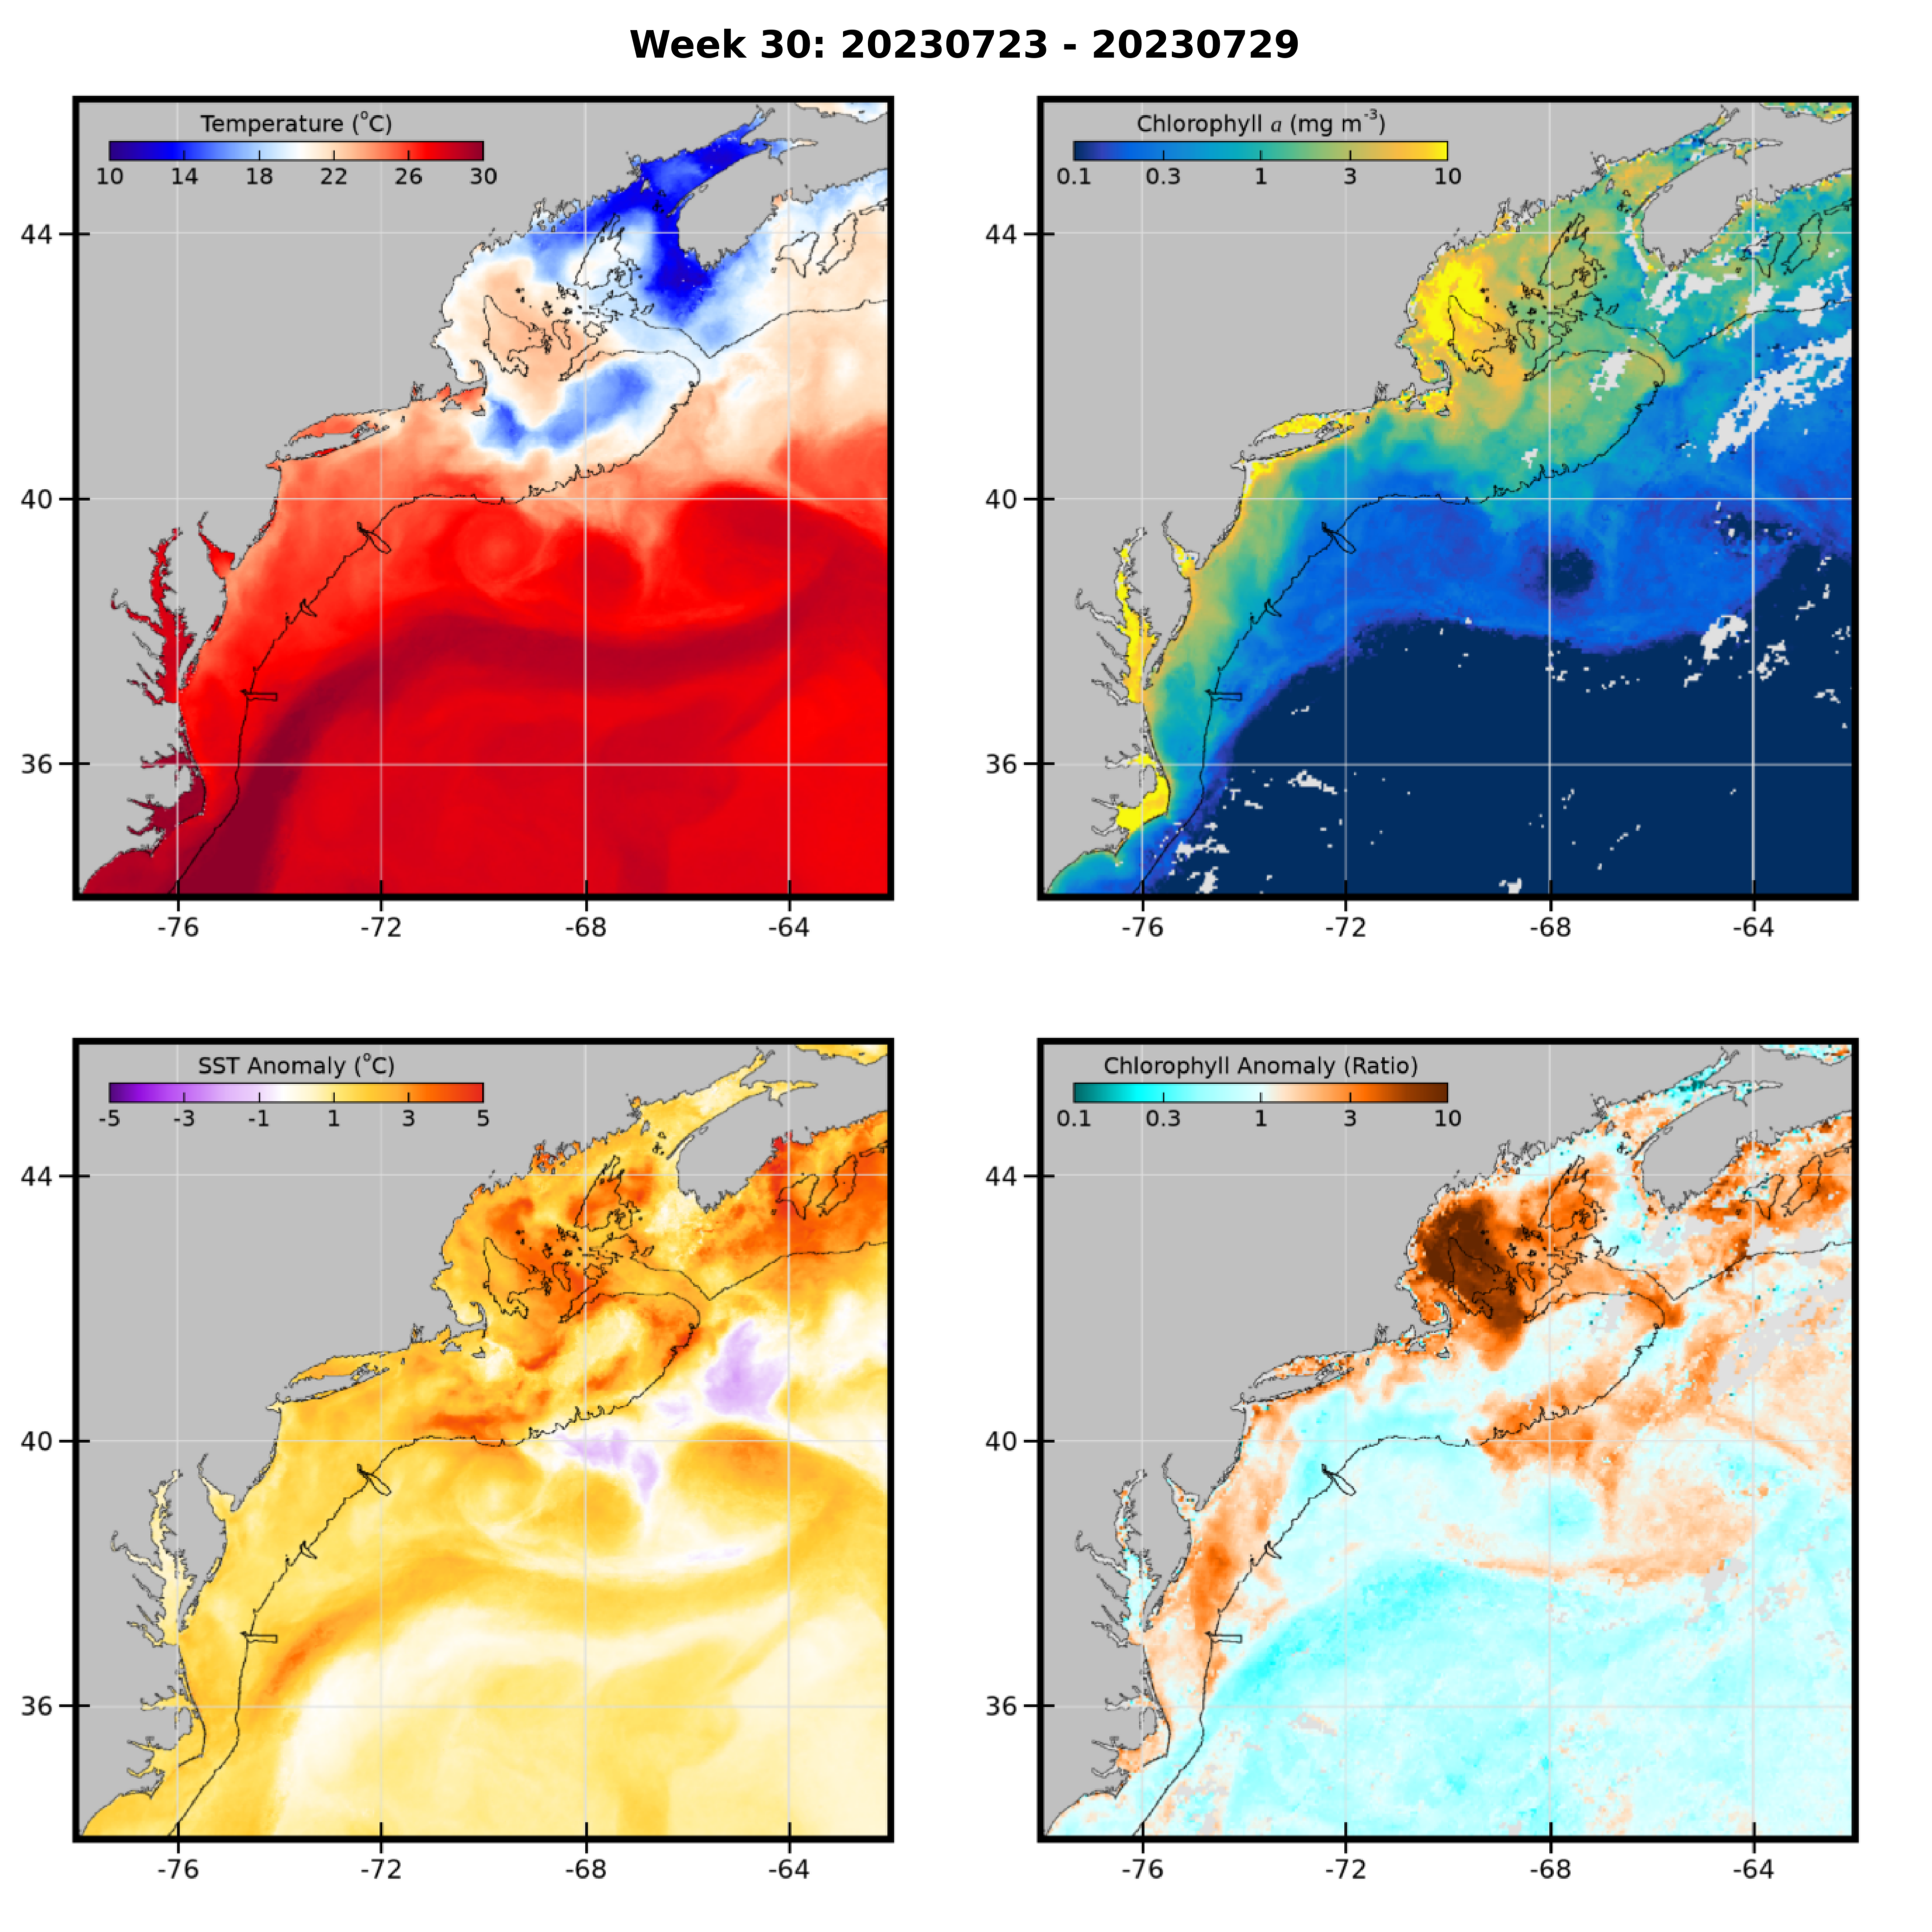 Week 30: 20230723 - 20230729
Temperature (°C)
10 14 18 22 26 30
44
40
36
-76 -72 -68 -64
Chlorophyll a (mg m⁻³)
0.1 0.3 1 3 10
44
40
36
-76 -72 -68 -64
SST Anomaly (°C)
-5 -3 -1 1 3 5
44
40
36
-76 -72 -68 -64
Chlorophyll Anomaly (Ratio)
0.1 0.3 1 3 10
44
40
36
-76 -72 -68 -64